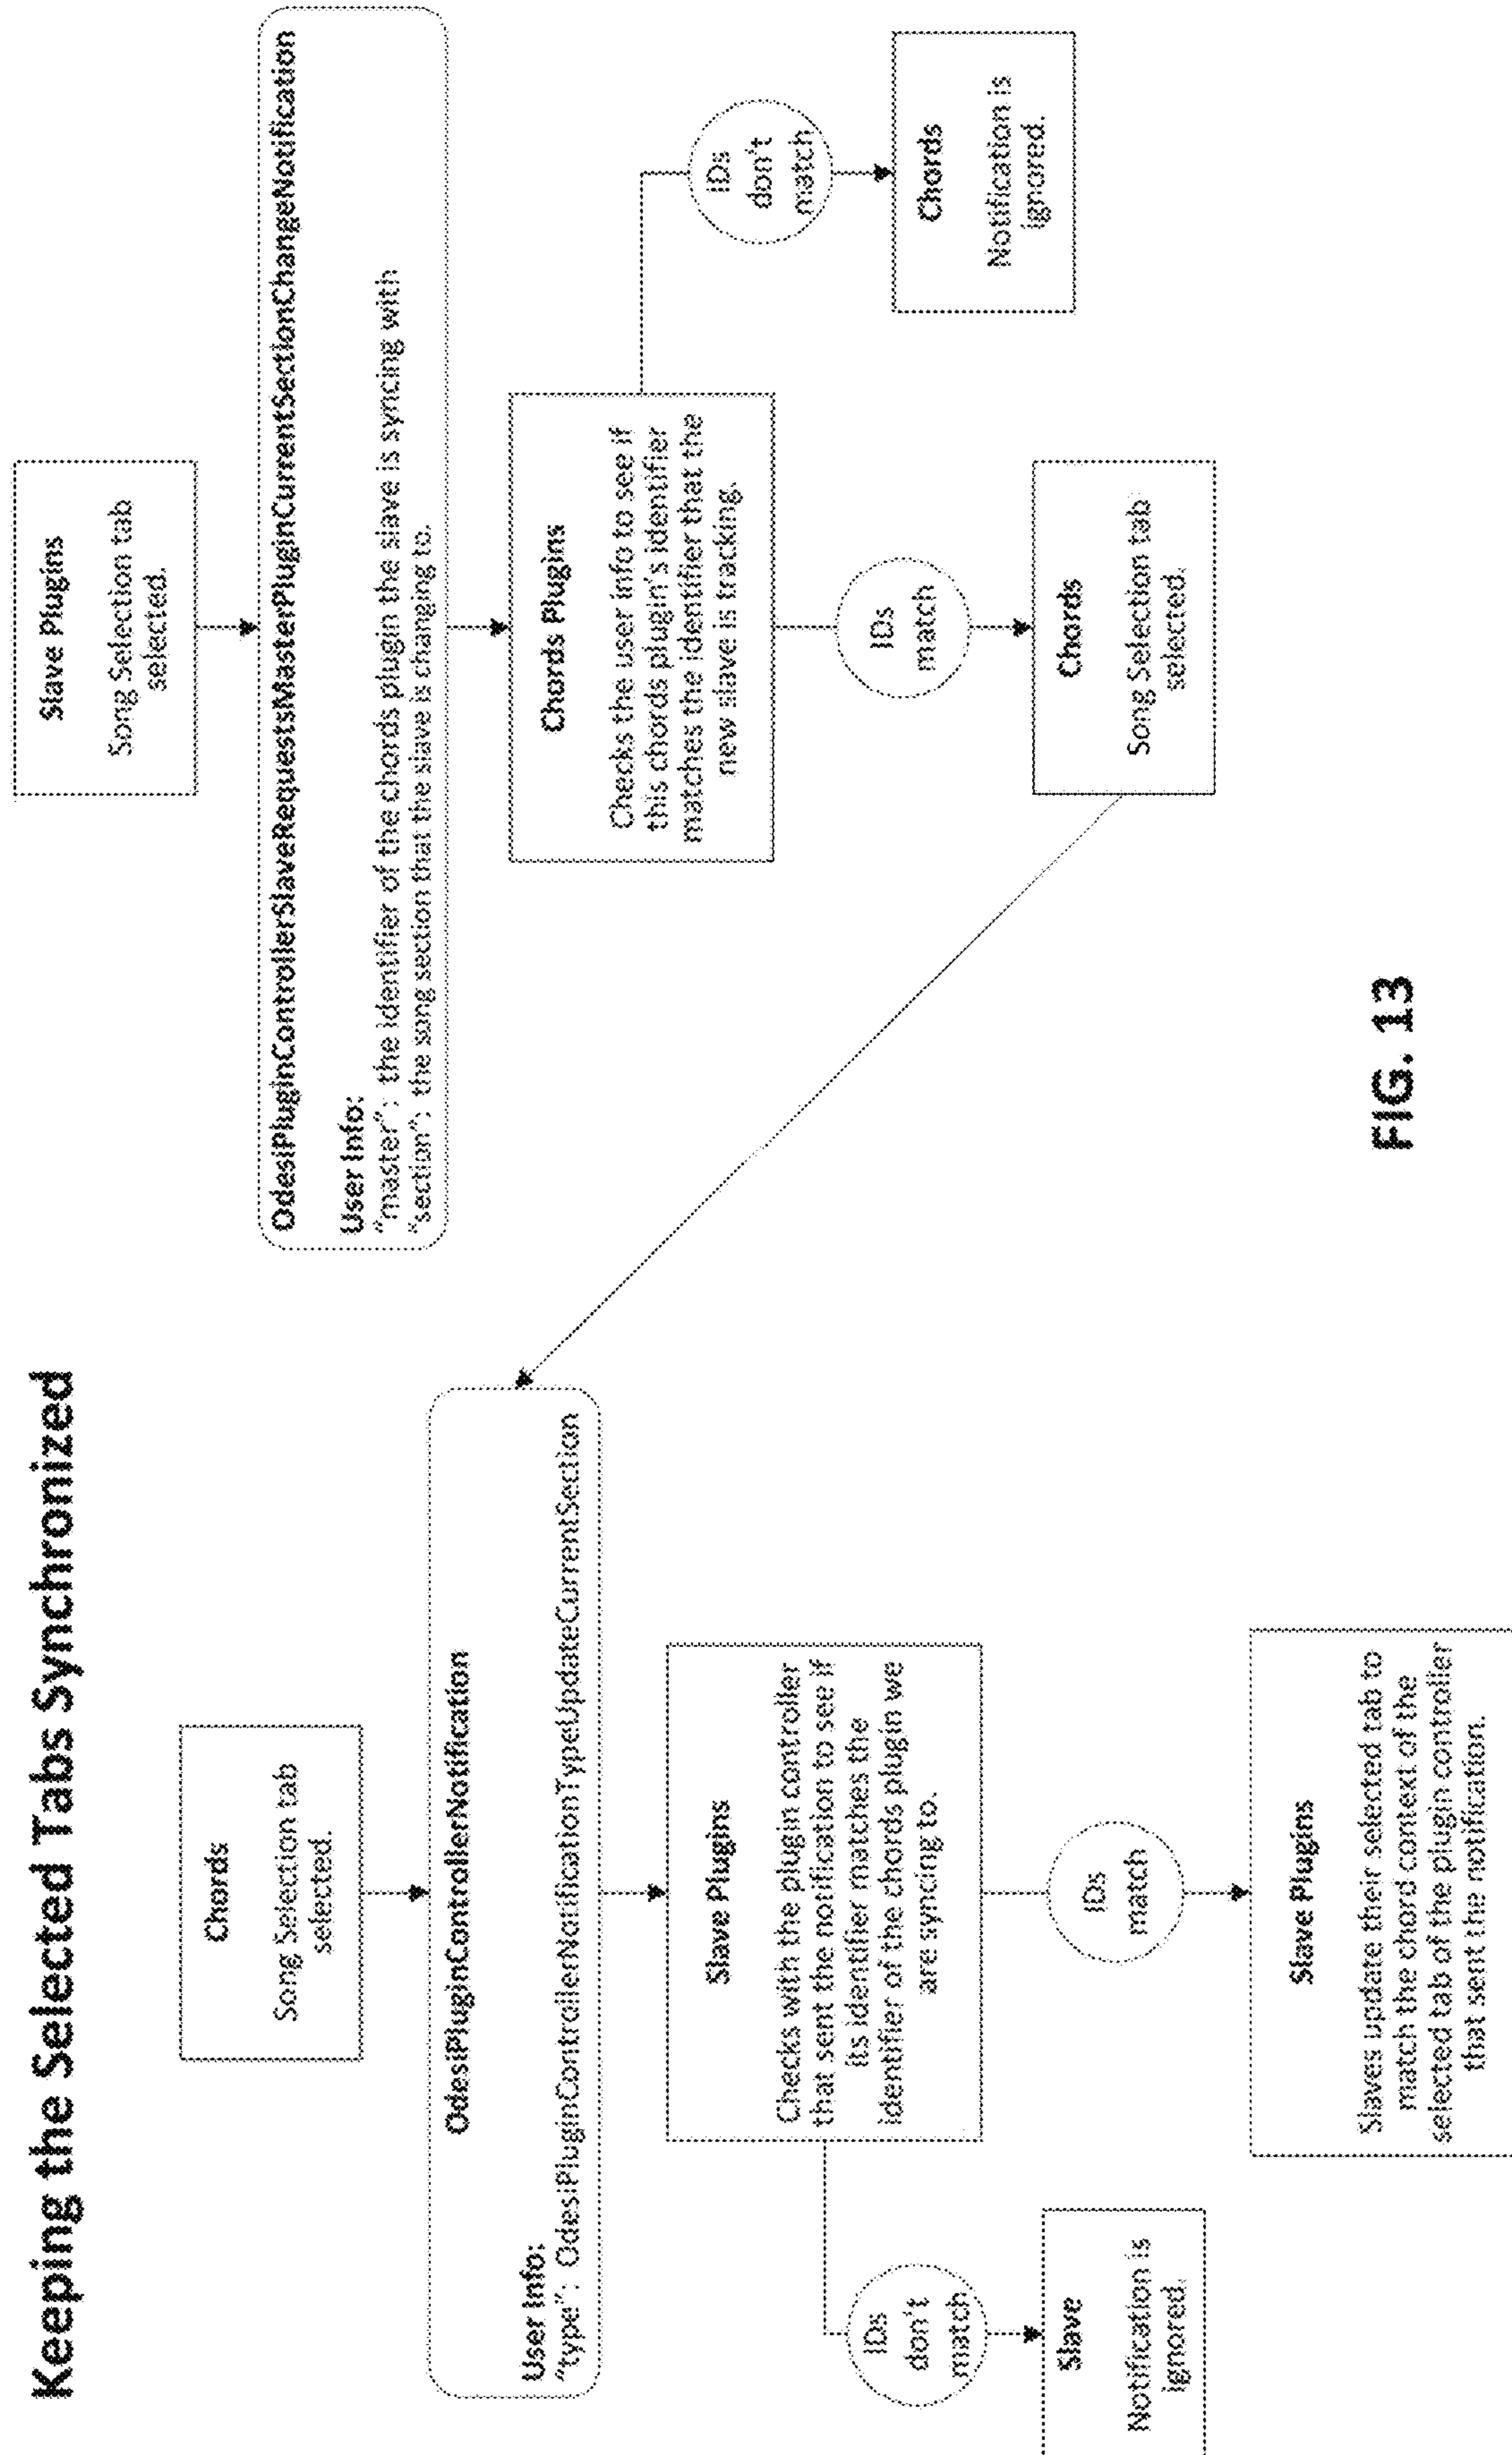 Keeping the Selected Tabs Synchronized
Chords
Song Selection tab
selected.
OdesiPluginControllerNotification
User Info:
"type": OdesiPluginControllerNotificationTypeUpdateCurrentSection
Slave Plugins
Checks with the plugin controller
that sent the notification to see if
its identifier matches the
identifier of the chords plugin we
are syncing to.
IDs
don't
match
Slave
Notification is
ignored.
IDs
match
Slave Plugins
Slaves update their selected tab to
match the chord context of the
selected tab of the plugin controller
that sent the notification.
Slave Plugins
Song Selection tab
selected.
OdesiPluginControllerSlaveRequestsMasterPluginCurrentSectionChangeNotification
User Info:
"master": the identifier of the chords plugin the slave is syncing with
"section": the song section that the slave is changing to.
Chords Plugins
Checks the user info to see if
this chords plugin's identifier
matches the identifier that the
new slave is tracking.
IDs
match
Chords
Song Selection tab
selected.
IDs
don't
match
Chords
Notification is
ignored.
FIG. 13